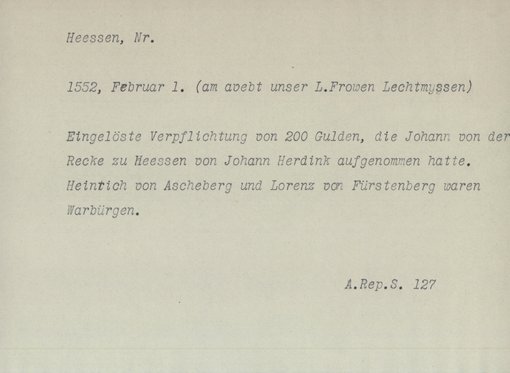 Heessen, Nr.
1552, Februar 1. (am avebt unser L.Frowen Lechtmyssen)
Eingelöste Verpflichtung von 200 Gulden, die Johann von der
Recke zu Heessen von Johann Herdink aufgenommen hatte.
Heinrich von Ascheberg und Lorenz von Fürstenberg waren
Warbürgen.
A.Rep.S. 127